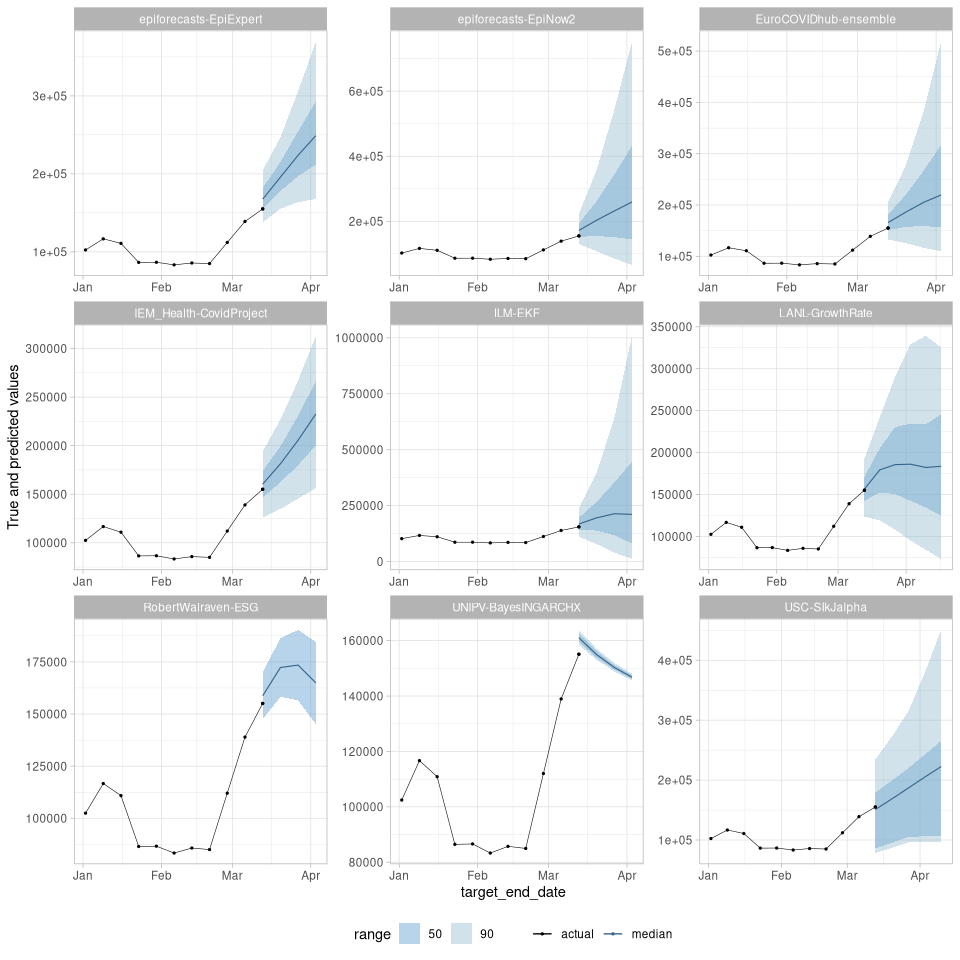 epiforecasts-EpiExpert
epiforecasts-EpiNow2
EuroCOVIDhub-ensemble
3e+05
2e+05
1e+05
Jan Feb Mar Apr
6e+05
4e+05
2e+05
Jan Feb Mar Apr
5e+05
4e+05
3e+05
2e+05
1e+05
Jan Feb Mar Apr
IEM_Health-CovidProject
ILM-EKF
LANL-GrowthRate
300000
250000
200000
150000
100000
Jan Feb Mar Apr
1000000
750000
500000
250000
0
Jan Feb Mar Apr
350000
300000
250000
200000
150000
100000
Jan Feb Mar Apr
RobertWalraven-ESG
UNIPV-BayesINGARCHX
USC-SIkJalpha
175000
150000
125000
100000
Jan Feb Mar Apr
160000
140000
120000
100000
80000
Jan Feb Mar Apr
4e+05
3e+05
2e+05
1e+05
Jan Feb Mar Apr
True and predicted values
target_end_date
range 50 90 actual median